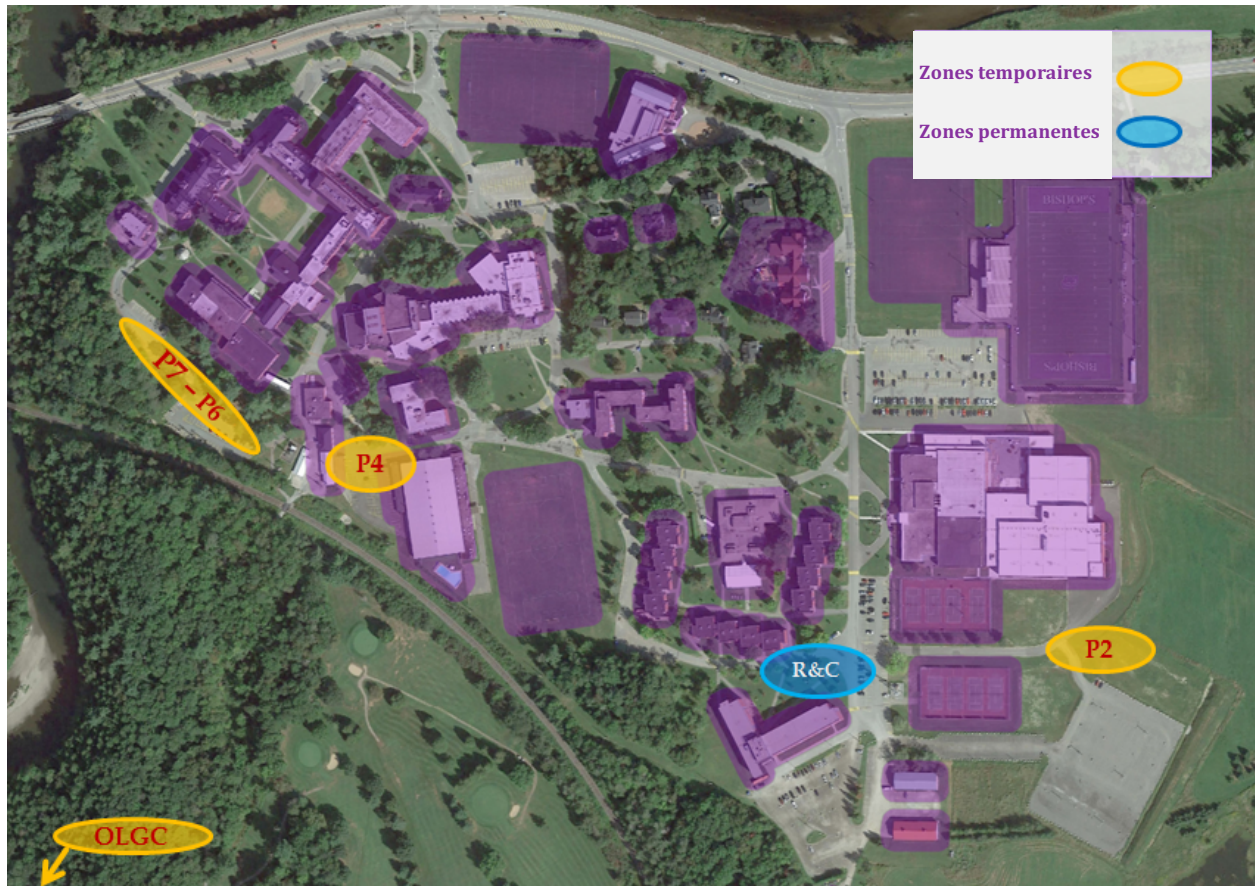 Zones temporaires
Zones permanentes
BISHOP'S
BISHOP'S
P7 – P6
P4
R&C
P2
OLGC